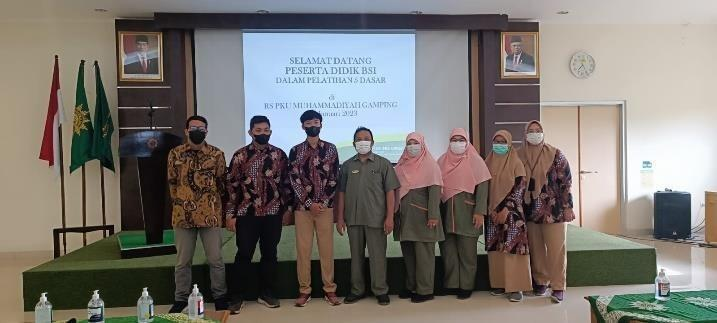 SELAMAT DATANG
PESERTA DIDIK BSI
DALAM PELATIHAN 5 DASAR
di
RS PKU MUHAMMADIYAH GAMPING
2023